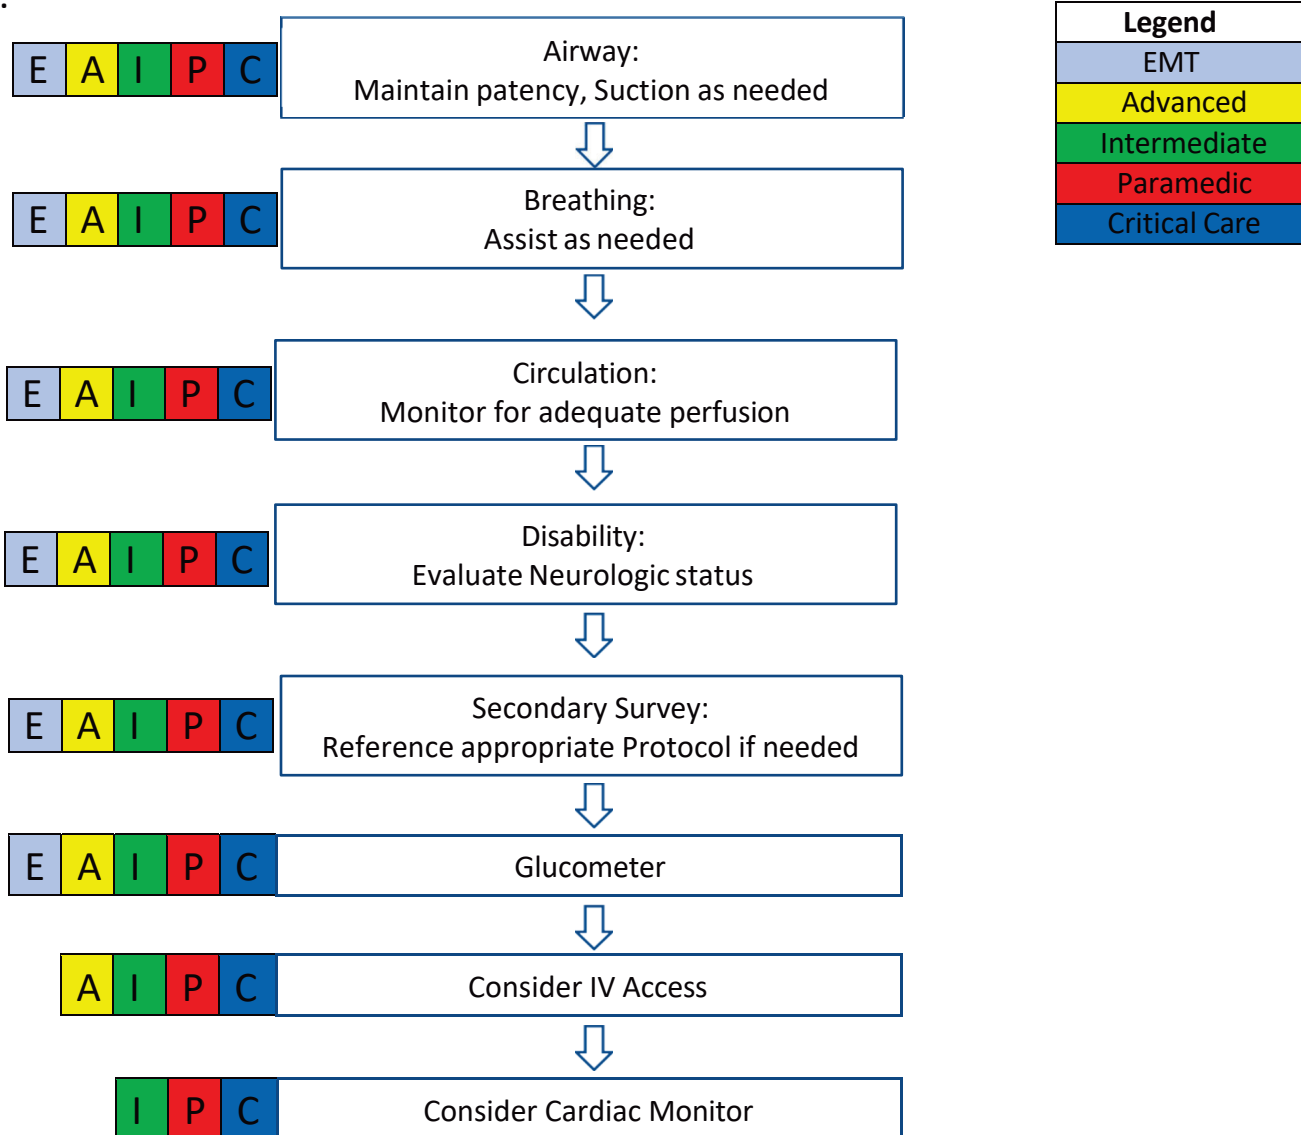 .
Legend
EMT
Advanced
Intermediate
Paramedic
Critical Care
E A I P C
Airway:
Maintain patency, Suction as needed
E A I P C
Breathing:
Assist as needed
E A I P C
Circulation:
Monitor for adequate perfusion
E A I P C
Disability:
Evaluate Neurologic status
E A I P C
Secondary Survey:
Reference appropriate Protocol if needed
E A I P C
Glucometer
A I P C
Consider IV Access
I P C
Consider Cardiac Monitor